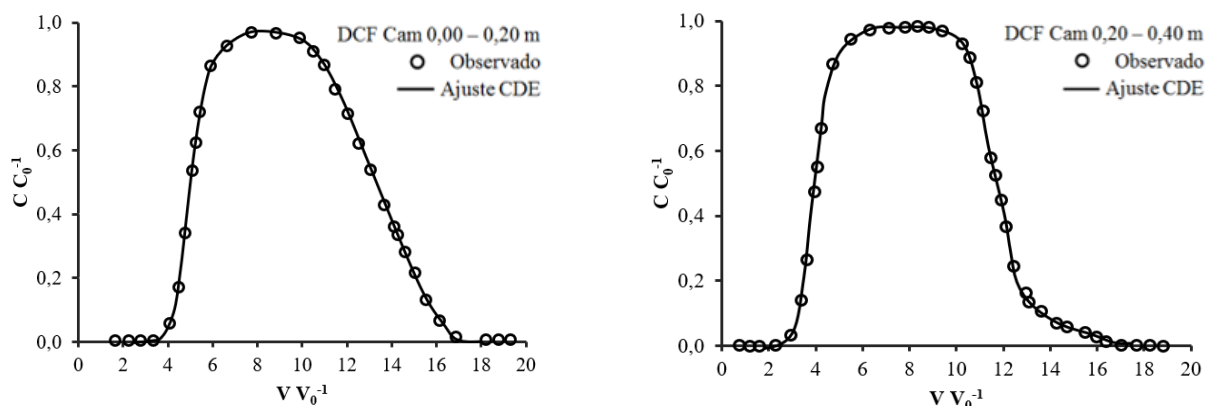 DCF Cam 0,00 – 0,20 m
Observado
Ajuste CDE
1,0
0,8
0,6
0,4
0,2
0,0
C C₀⁻¹
0 2 4 6 8 10 12 14 16 18 20
V V₀⁻¹
DCF Cam 0,20 – 0,40 m
Observado
Ajuste CDE
1,0
0,8
0,6
0,4
0,2
0,0
C C₀⁻¹
0 2 4 6 8 10 12 14 16 18 20
V V₀⁻¹